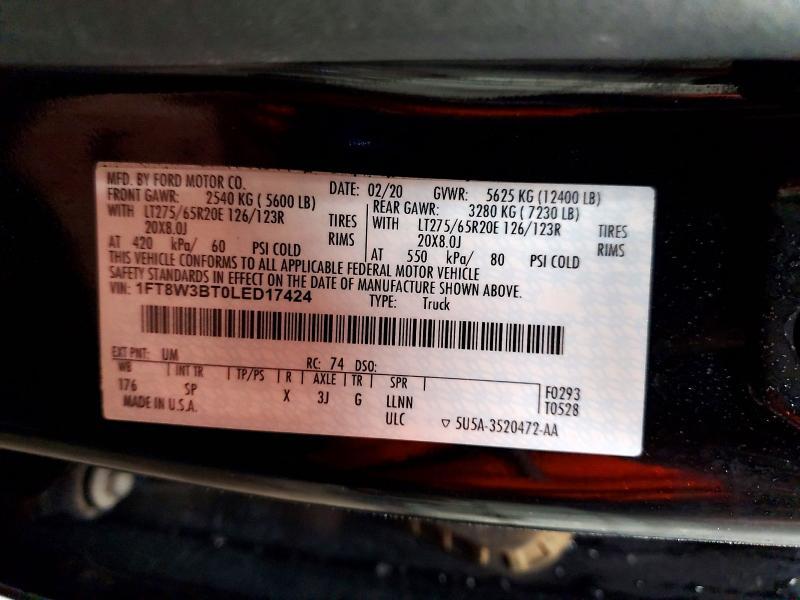 MFD. BY FORD MOTOR CO.
DATE: 02/20 GVWR: 5625 KG (12400 LB)
FRONT GAWR: 2540 KG ( 5600 LB)
REAR GAWR: 3280 KG ( 7230 LB)
WITH LT275/65R20E 126/123R TIRES
WITH LT275/65R20E 126/123R TIRES
20X8.0J RIMS
20X8.0J RIMS
AT 420 kPa/ 60 PSI COLD
AT 550 kPa/ 80 PSI COLD
THIS VEHICLE CONFORMS TO ALL APPLICABLE FEDERAL MOTOR VEHICLE
SAFETY STANDARDS IN EFFECT ON THE DATE OF MANUFACTURE SHOWN ABOVE.
VIN: 1FT8W3BT0LED17424 TYPE: Truck
EXT PNT: UM RC: 74 DSO:
WB INT TR TP/PS R AXLE TR SPR
176 SP X 3J G LLNN F0293
ULC T0528
MADE IN U.S.A. ▽ 5U5A-3520472-AA